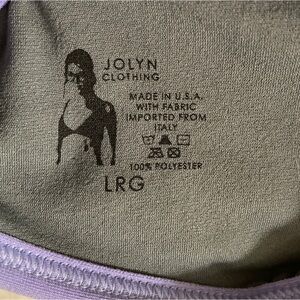 JOLYN
CLOTHING
MADE IN U.S.A.
WITH FABRIC
IMPORTED FROM
ITALY
100% POLYESTER
LRG